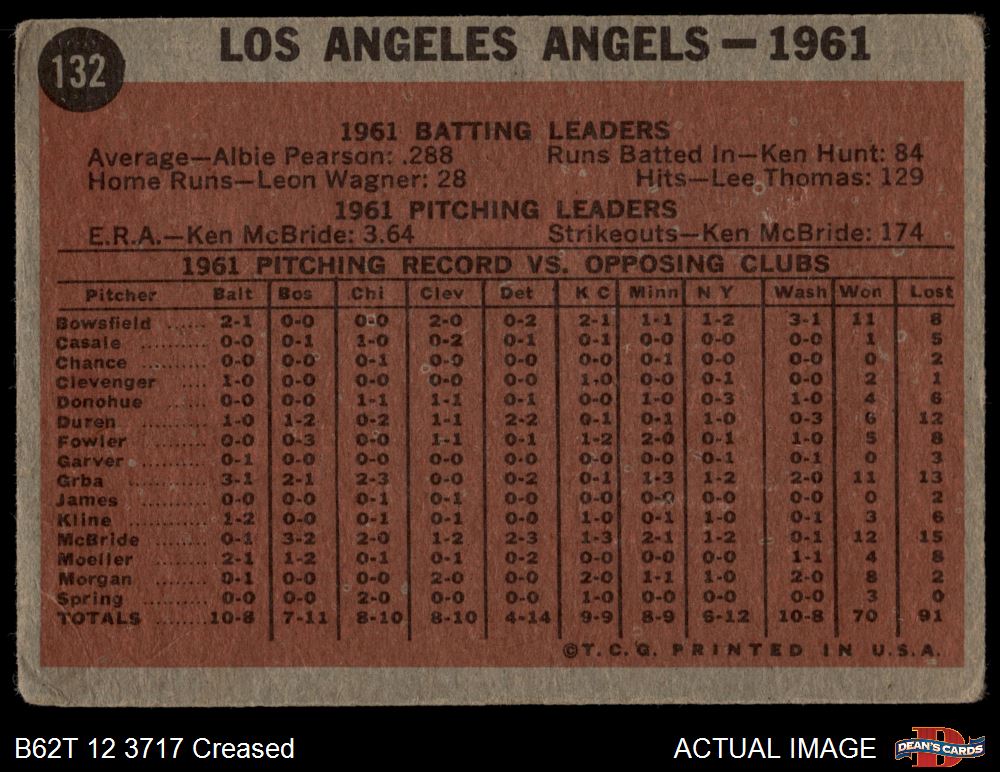 132
LOS ANGELES ANGELS — 1961
1961 BATTING LEADERS
Average—Albie Pearson: .288 Runs Batted In—Ken Hunt: 84
Home Runs—Leon Wagner: 28 Hits—Lee Thomas: 129
1961 PITCHING LEADERS
E.R.A.—Ken McBride: 3.64 Strikeouts—Ken McBride: 174
1961 PITCHING RECORD VS. OPPOSING CLUBS
Pitcher Balt Bos Chi Clev Det K C Minn N Y Wash Won Lost
Bowsfield ...... 2-1 0-0 0-0 2-0 0-2 2-1 1-1 1-2 3-1 11 8
Casale .......... 0-0 0-1 1-0 0-2 0-1 0-1 0-0 0-0 0-0 1 5
Chance .......... 0-0 0-0 0-1 0-0 0-0 0-0 0-1 0-0 0-0 0 2
Clevenger .... 1-0 0-0 0-0 0-0 0-0 1-0 0-0 0-1 0-0 2 1
Donohue ...... 0-0 0-0 1-1 1-1 0-1 0-0 1-0 0-3 1-0 4 6
Duren .......... 1-0 1-2 0-2 1-1 2-2 0-1 0-1 1-0 0-3 6 12
Fowler .......... 0-0 0-3 0-0 1-1 0-1 1-2 2-0 0-1 1-0 5 8
Garver .......... 0-1 0-0 0-0 0-0 0-0 0-0 0-0 0-1 0-1 0 3
Grba .......... 3-1 2-1 2-3 0-0 0-2 0-1 1-3 1-2 2-0 11 13
James .......... 0-0 0-0 0-1 0-1 0-0 0-0 0-0 0-0 0-0 0 2
Kline .......... 1-2 0-0 0-1 0-1 0-0 1-0 0-1 1-0 0-1 3 6
McBride ........ 0-1 3-2 2-0 1-2 2-3 1-3 2-1 1-2 0-1 12 15
Moeller ........ 2-1 1-2 0-1 0-1 0-2 0-0 0-0 0-0 1-1 4 8
Morgan ........ 0-1 0-0 0-0 2-0 0-0 2-0 1-1 1-0 2-0 8 2
Spring .......... 0-0 0-0 2-0 0-0 0-0 1-0 0-0 0-0 0-0 3 0
TOTALS ........ 10-8 7-11 8-10 8-10 4-14 9-9 8-9 6-12 10-8 70 91
©T. C. G. PRINTED IN U.S.A.
B62T 12 3717 Creased ACTUAL IMAGE DEAN'S CARDS